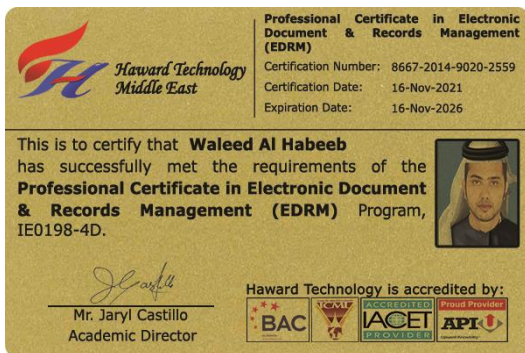 Haward Technology
Middle East
Professional Certificate in Electronic
Document & Records Management
(EDRM)
Certification Number: 8667-2014-9020-2559
Certification Date: 16-Nov-2021
Expiration Date: 16-Nov-2026
This is to certify that Waleed Al Habeeb
has successfully met the requirements of the
Professional Certificate in Electronic Document
& Records Management (EDRM) Program,
IE0198-4D.
Mr. Jaryl Castillo
Academic Director
Haward Technology is accredited by:
BAC
ACCREDITED
IACET
PROVIDER
Proud Provider
API